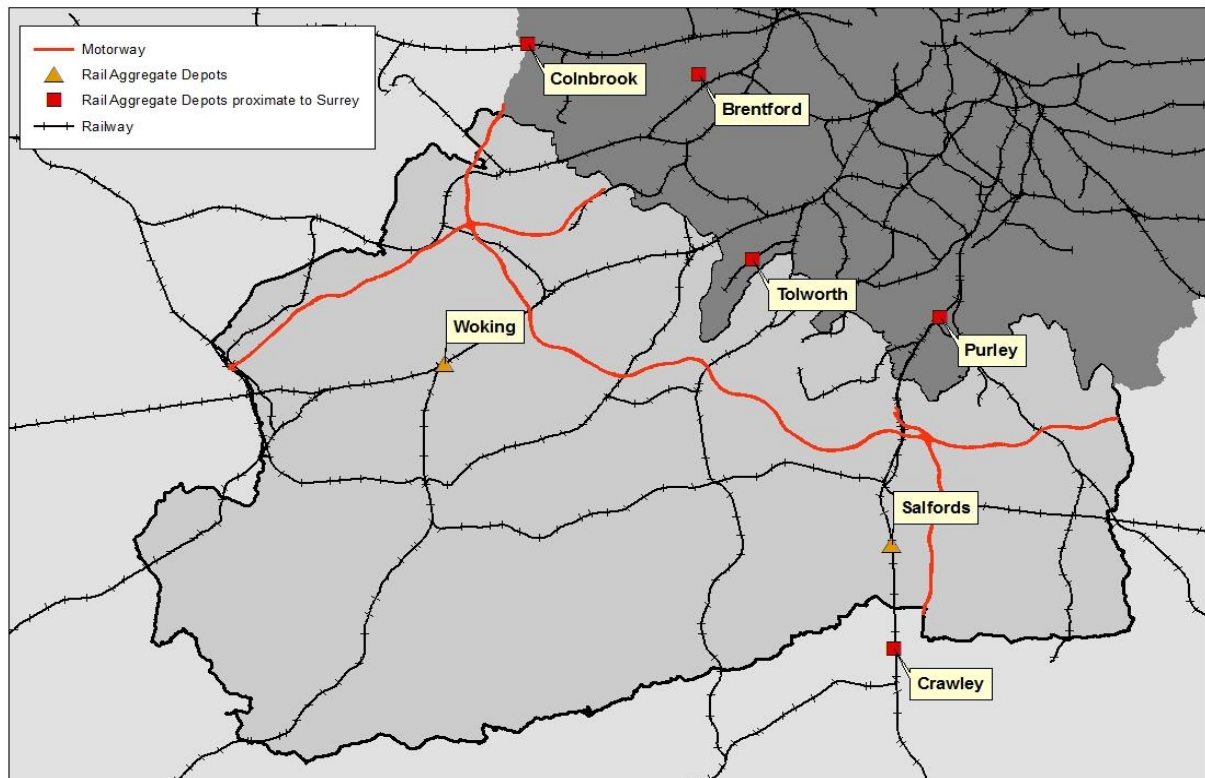 Motorway
Rail Aggregate Depots
Rail Aggregate Depots proximate to Surrey
Railway
Colnbrook
Brentford
Tolworth
Woking
Purley
Salfords
Crawley